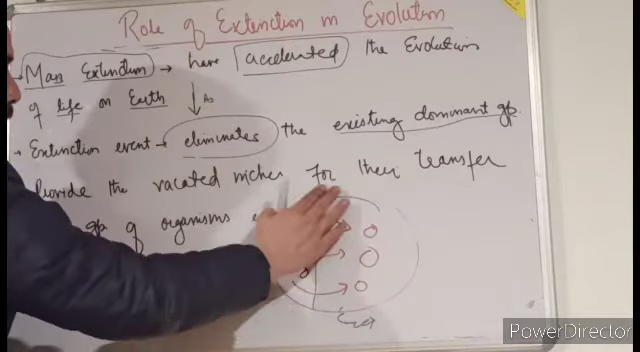 Role of Extinction in Evolution
→ Mass Extinction → have accelerated the Evolution
of life on Earth ↓ As
→ Extinction event → eliminates the existing dominant gp.
Provide the vacated niches for their transfer
gp of organisms
PowerDirector